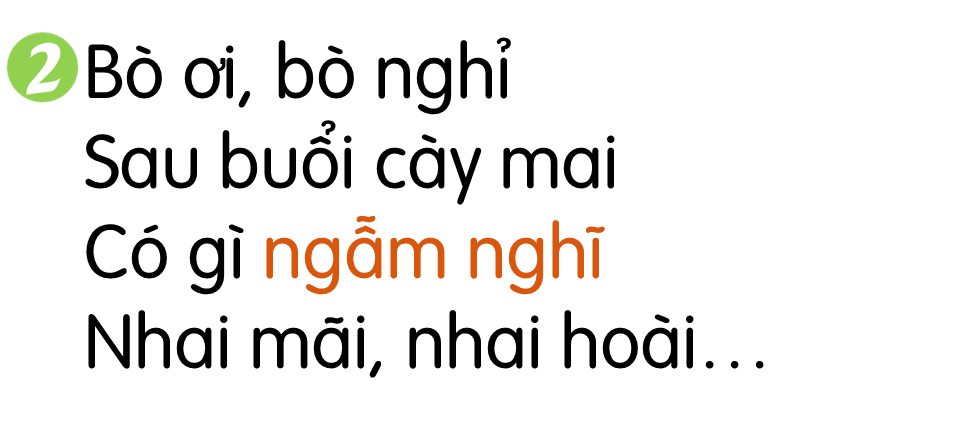 2 Bò ơi, bò nghỉ
Sau buổi cày mai
Có gì ngẫm nghĩ
Nhai mãi, nhai hoài...